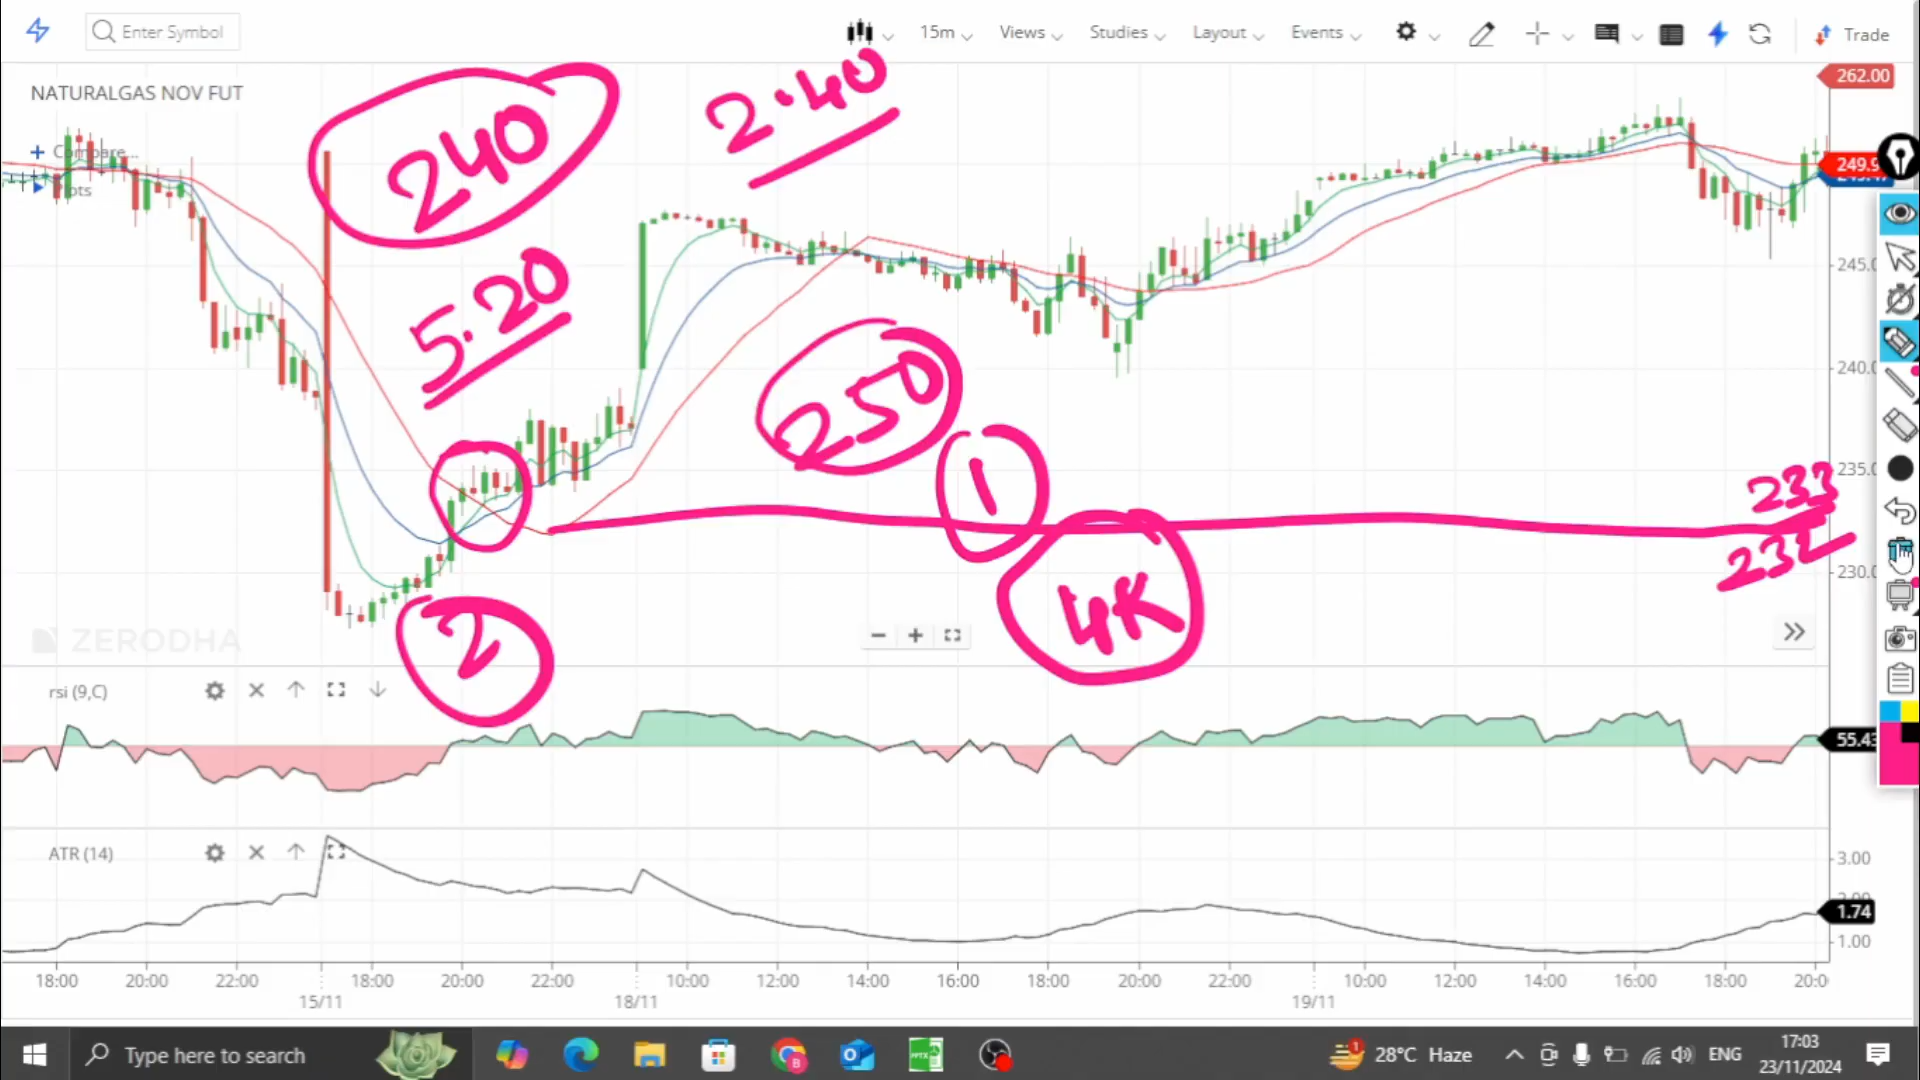 Enter Symbol
15m
Views
Studies
Layout
Events
Trade
NATURALGAS NOV FUT
262.00
Compare...
249.9
245.0
240.0
235.0
230.0
240
2.40
5.20
250
1
4K
2
233
232
ZERODHA
rsi (9,C)
55.43
ATR (14)
3.00
1.74
1.00
18:00 20:00 22:00 18:00 20:00 22:00 10:00 12:00 14:00 16:00 18:00 20:00 22:00 10:00 12:00 14:00 16:00 18:00 20:0
15/11 18/11 19/11
Type here to search
28°C Haze
ENG
17:03
23/11/2024